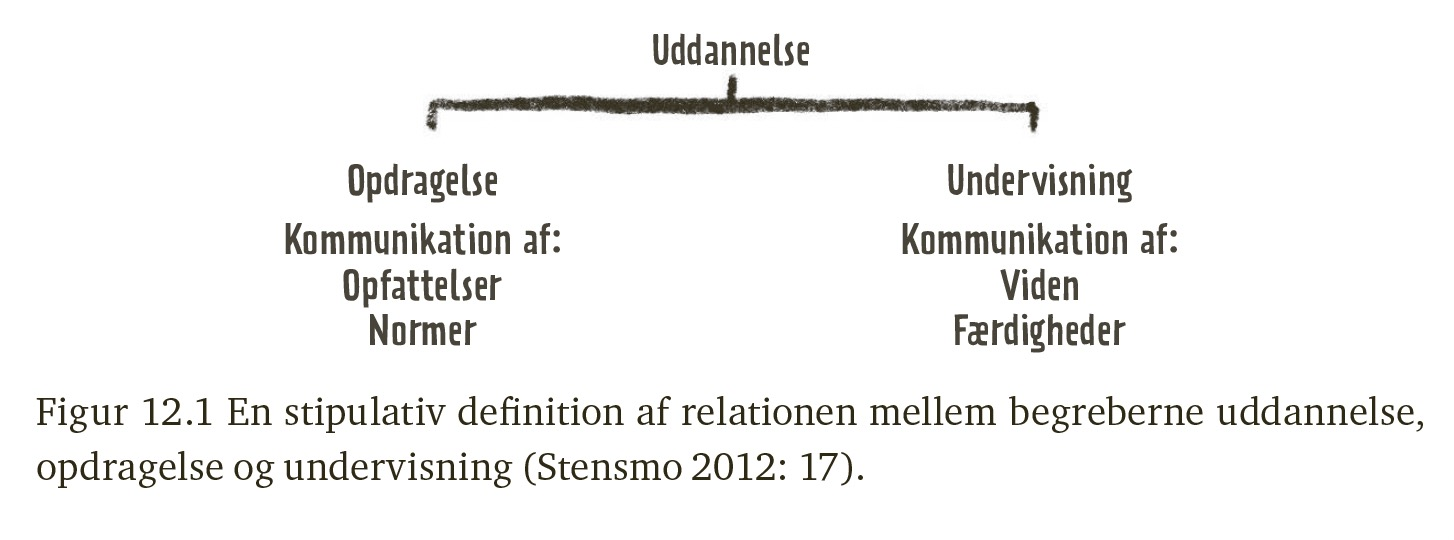 Uddannelse
Opdragelse
Kommunikation af:
Opfattelser
Normer
Undervisning
Kommunikation af:
Viden
Færdigheder
Figur 12.1 En stipulativ definition af relationen mellem begreberne uddannelse,
opdragelse og undervisning (Stensmo 2012: 17).